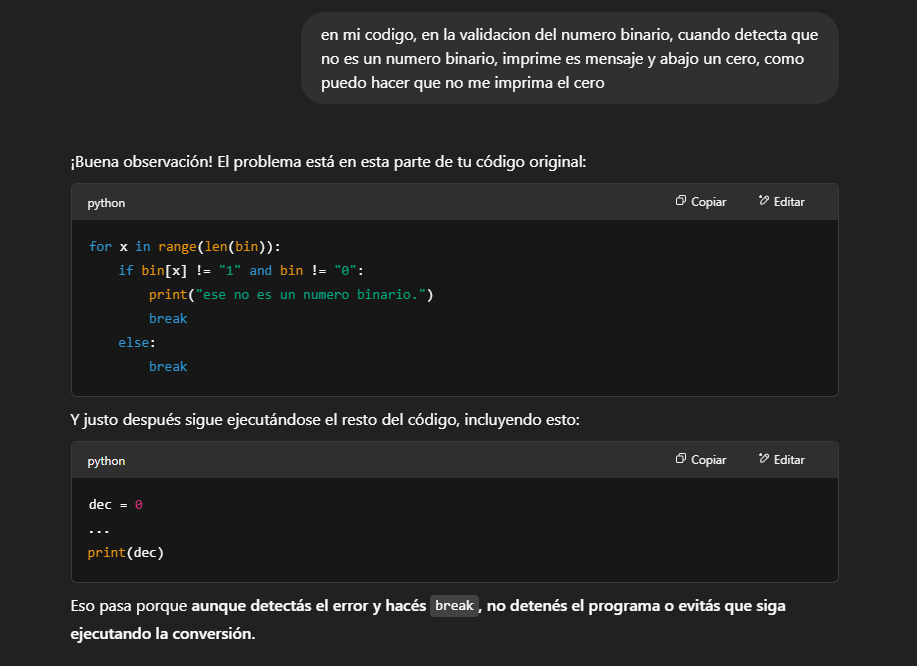 en mi codigo, en la validacion del numero binario, cuando detecta que
no es un numero binario, imprime es mensaje y abajo un cero, como
puedo hacer que no me imprima el cero
¡Buena observación! El problema está en esta parte de tu código original:
python Copiar Editar
for x in range(len(bin)):
    if bin[x] != "1" and bin != "0":
        print("ese no es un numero binario.")
        break
    else:
        break
Y justo después sigue ejecutándose el resto del código, incluyendo esto:
python Copiar Editar
dec = 0
...
print(dec)
Eso pasa porque aunque detectás el error y hacés break, no detenés el programa o evitás que siga
ejecutando la conversión.